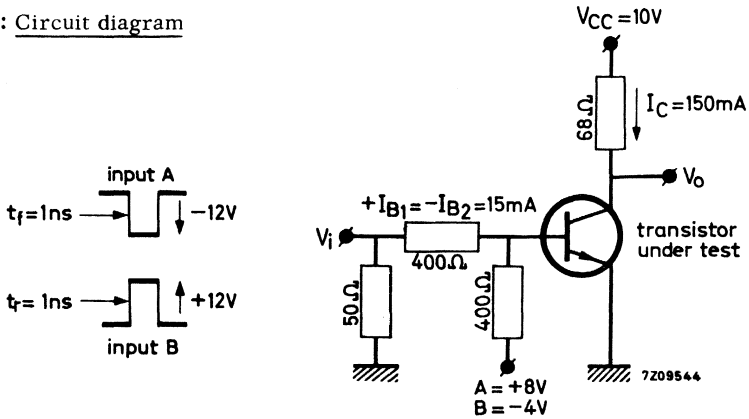 : Circuit diagram
VCC=10V
68Ω
IC=150mA
Vo
input A
tf=1ns
-12V
+IB1=-IB2=15mA
Vi
400Ω
transistor
under test
50Ω
400Ω
tr=1ns
+12V
input B
A=+8V
B=-4V
7Z09544